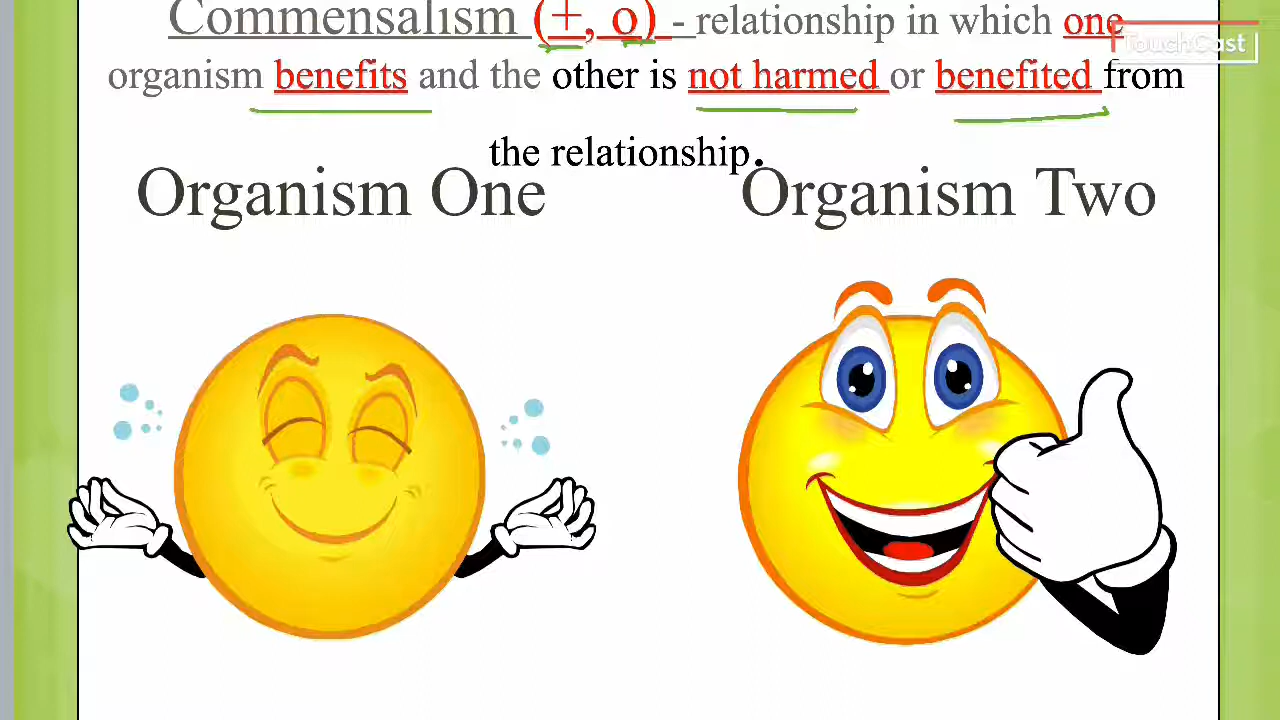 Commensalism (+, o) - relationship in which one
TouchCast
organism benefits and the other is not harmed or benefited from
the relationship.
Organism One
Organism Two